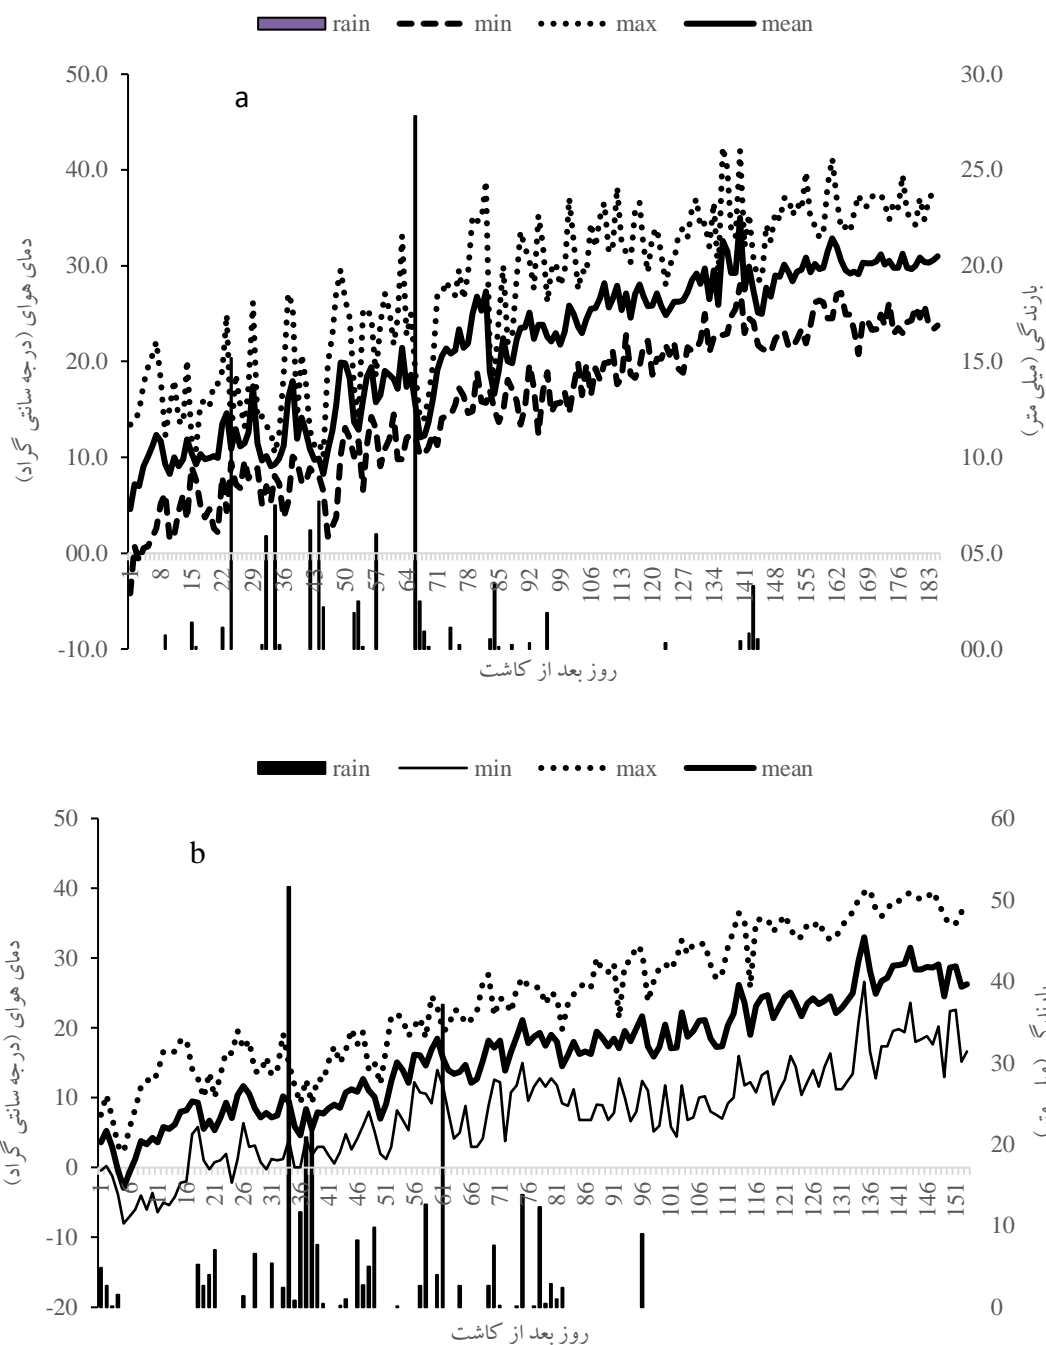 rain min max mean
a
50.0
40.0
30.0
20.0
10.0
00.0
-10.0
30.0
25.0
20.0
15.0
10.0
05.0
00.0
دمای هوای (درجه سانتی گراد)
بارندگی (میلی متر)
1 8 15 22 29 36 43 50 57 64 71 78 85 92 99 106 113 120 127 134 141 148 155 162 169 176 183
روز بعد از کاشت
rain min max mean
b
50
40
30
20
10
0
-10
-20
60
50
40
30
20
10
0
دمای هوای (درجه سانتی گراد)
بارندگی (میلی متر)
1 6 11 16 21 26 31 36 41 46 51 56 61 66 71 76 81 86 91 96 101 106 111 116 121 126 131 136 141 146 151
روز بعد از کاشت